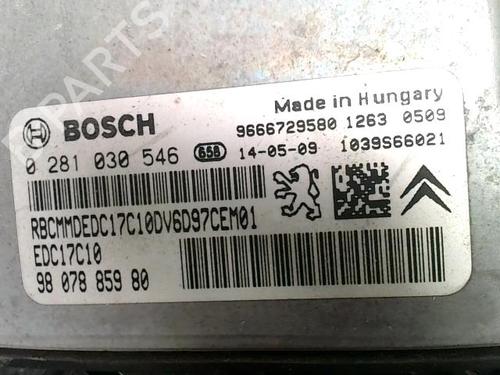 Made in Hungary
BOSCH
9666729580 1263 0509
0 281 030 546 658 14-05-09 1039S66021
RBCMMDEDC17C10DV6D97CEM01
EDC17C10
98 078 859 80